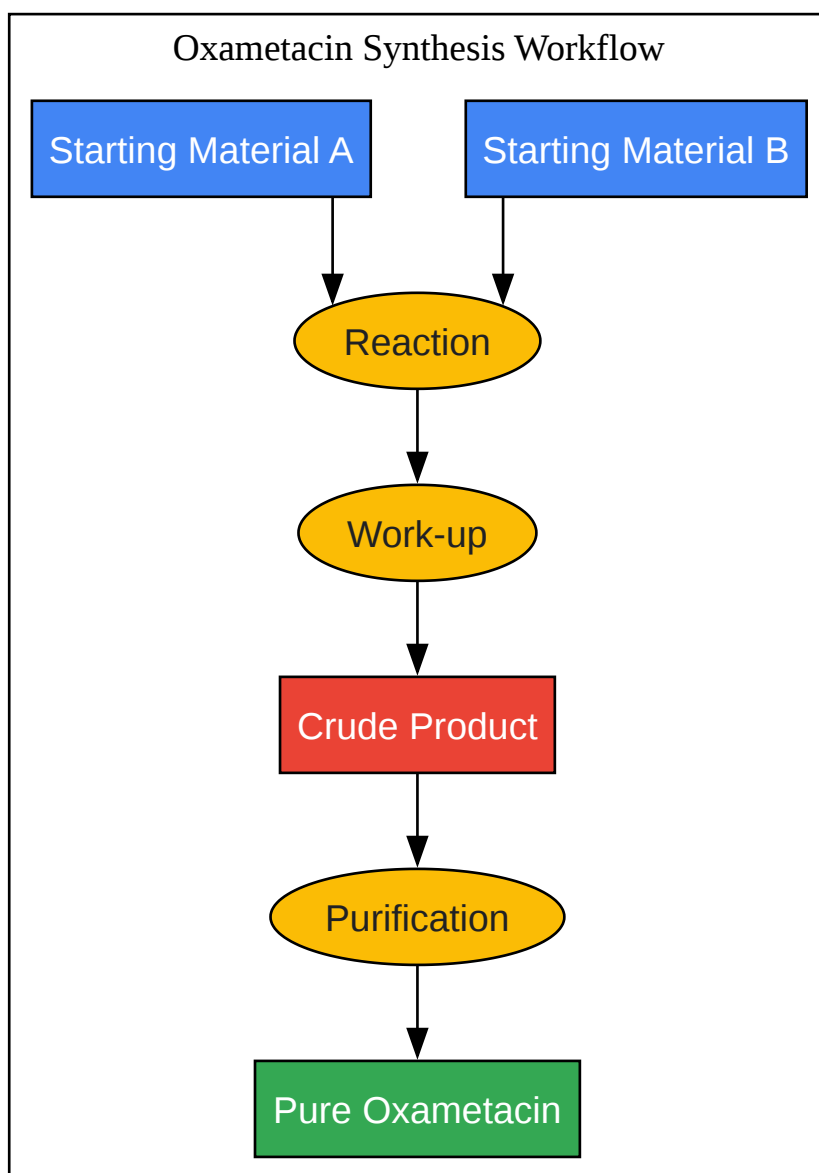 Oxametacin Synthesis Workflow
Starting Material A
Starting Material B
Reaction
Work-up
Crude Product
Purification
Pure Oxametacin